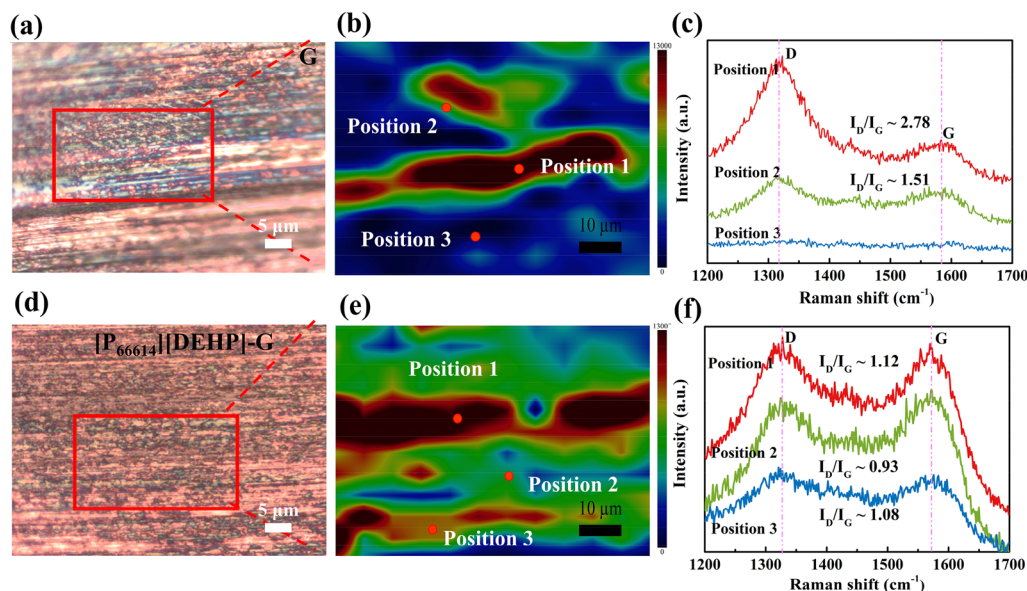 (a)
G
5 µm
(b)
13000
0
Position 2
Position 1
Position 3
10 µm
(c)
Intensity (a.u.)
Position 1
D
I_D/I_G ~ 2.78
G
Position 2
I_D/I_G ~ 1.51
Position 3
1200 1300 1400 1500 1600 1700
Raman shift (cm⁻¹)
(d)
[P₆₆₆₁₄][DEHP]-G
5 µm
(e)
0
Position 1
Position 2
Position 3
10 µm
(f)
Intensity (a.u.)
Position 1
D
I_D/I_G ~ 1.12
G
Position 2
I_D/I_G ~ 0.93
Position 3
I_D/I_G ~ 1.08
1200 1300 1400 1500 1600 1700
Raman shift (cm⁻¹)